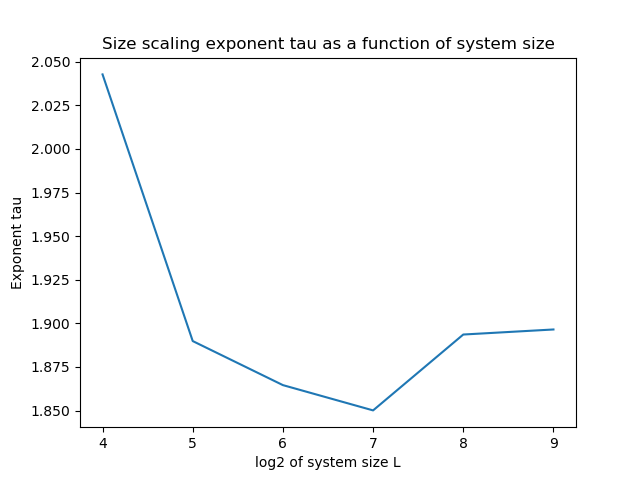 Size scaling exponent tau as a function of system size
2.050
2.025
2.000
1.975
1.950
1.925
1.900
1.875
1.850
Exponent tau
4 5 6 7 8 9
log2 of system size L